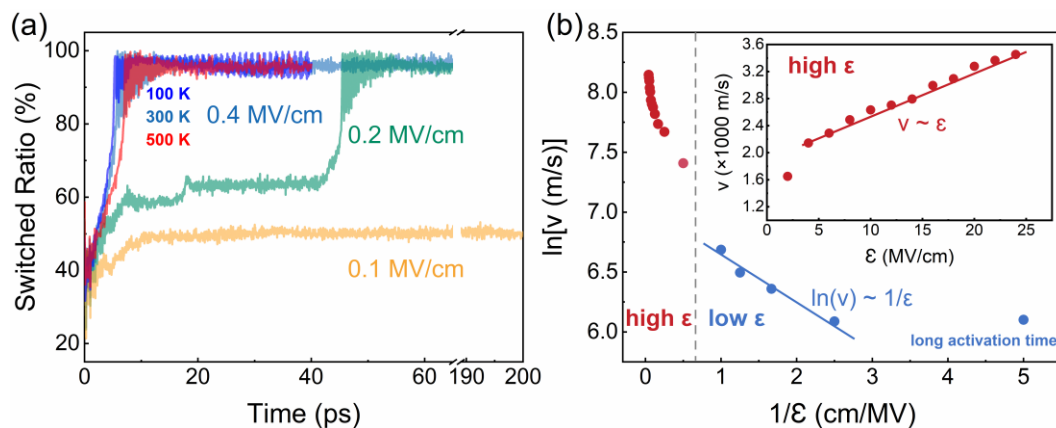 (a)
Switched Ratio (%)
100
80
60
40
20
100 K
300 K
500 K
0.4 MV/cm
0.2 MV/cm
0.1 MV/cm
0 20 40 60 190 200
Time (ps)
(b)
ln[v (m/s)]
8.5
8.0
7.5
7.0
6.5
6.0
high ε
v ~ ε
v (×1000 m/s)
3.6
3.0
2.4
1.8
1.2
0 5 10 15 20 25
Ɛ (MV/cm)
ln(v) ~ 1/ε
high ε
low ε
long activation time
0 1 2 3 4 5
1/Ɛ (cm/MV)